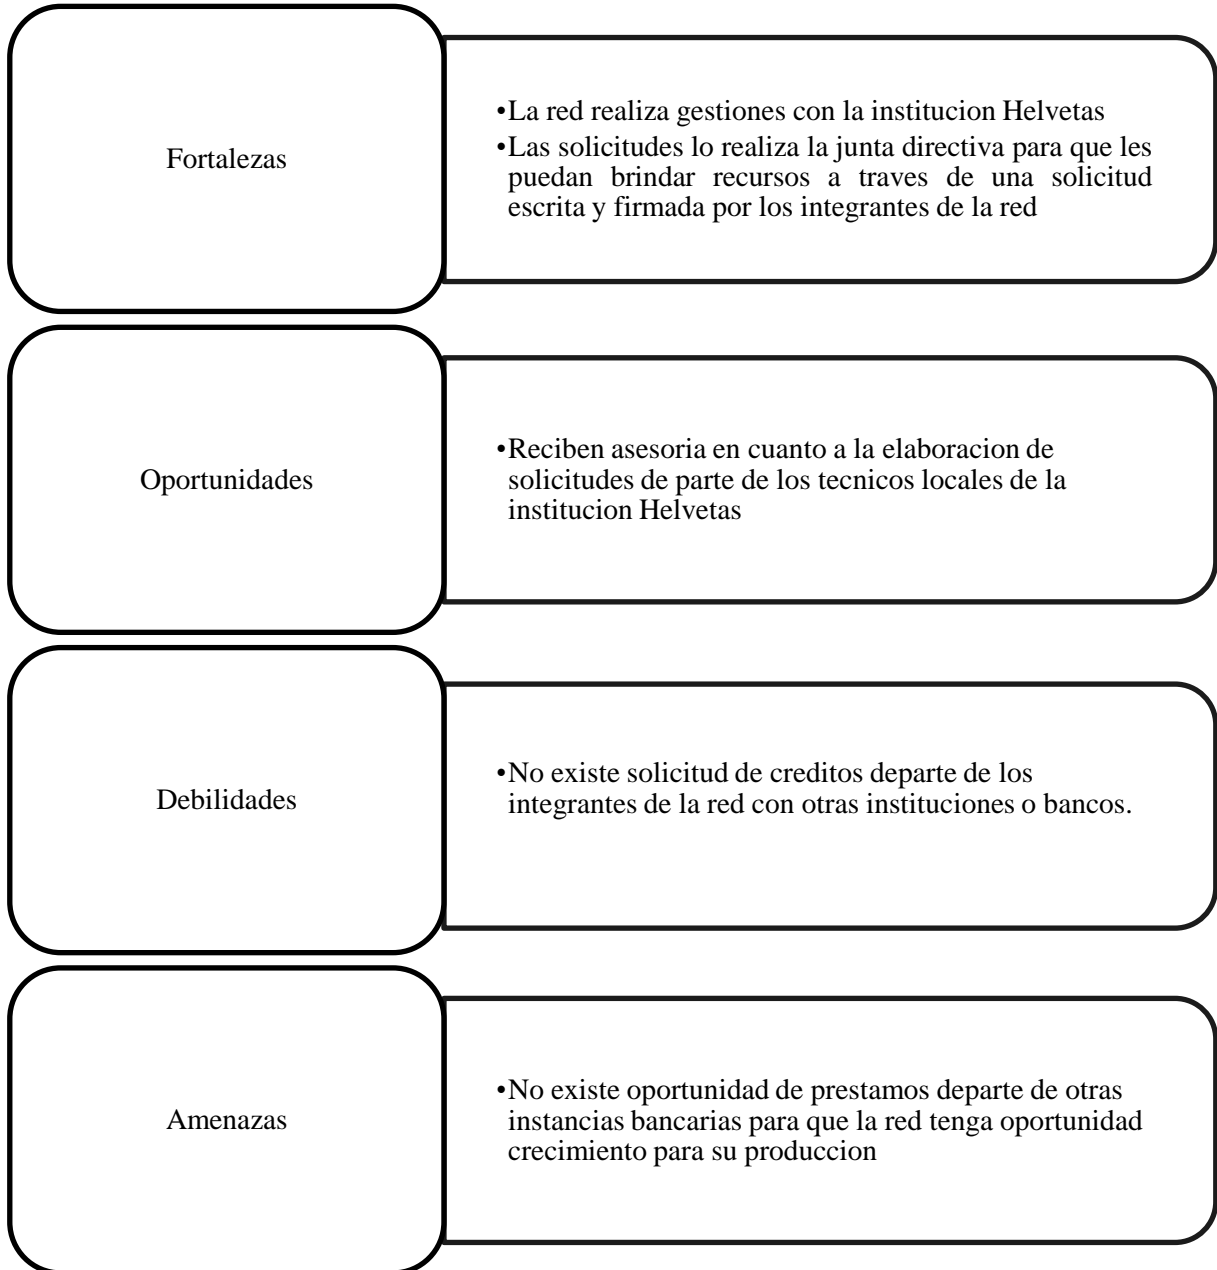 Fortalezas
•La red realiza gestiones con la institucion Helvetas
•Las solicitudes lo realiza la junta directiva para que les
puedan brindar recursos a traves de una solicitud
escrita y firmada por los integrantes de la red
Oportunidades
•Reciben asesoria en cuanto a la elaboracion de
solicitudes de parte de los tecnicos locales de la
institucion Helvetas
Debilidades
•No existe solicitud de creditos departe de los
integrantes de la red con otras instituciones o bancos.
Amenazas
•No existe oportunidad de prestamos departe de otras
instancias bancarias para que la red tenga oportunidad
crecimiento para su produccion